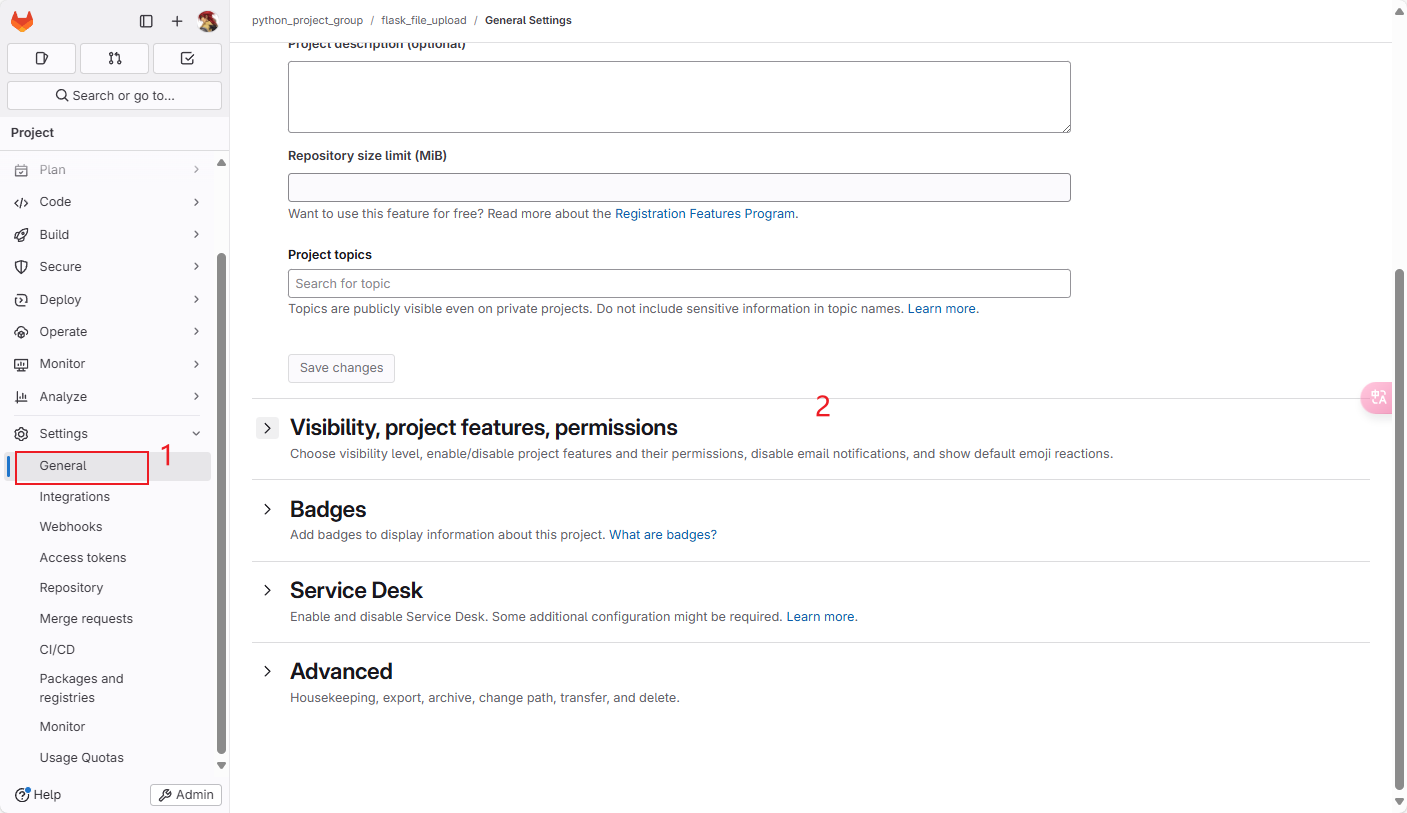 python_project_group / flask_file_upload / General Settings
Search or go to...
Project
Plan
Code
Build
Secure
Deploy
Operate
Monitor
Analyze
Settings
General
1
Integrations
Webhooks
Access tokens
Repository
Merge requests
CI/CD
Packages and
registries
Monitor
Usage Quotas
Help
Admin
Project description (optional)
Repository size limit (MiB)
Want to use this feature for free? Read more about the Registration Features Program.
Project topics
Search for topic
Topics are publicly visible even on private projects. Do not include sensitive information in topic names. Learn more.
Save changes
2
Visibility, project features, permissions
Choose visibility level, enable/disable project features and their permissions, disable email notifications, and show default emoji reactions.
Badges
Add badges to display information about this project. What are badges?
Service Desk
Enable and disable Service Desk. Some additional configuration might be required. Learn more.
Advanced
Housekeeping, export, archive, change path, transfer, and delete.